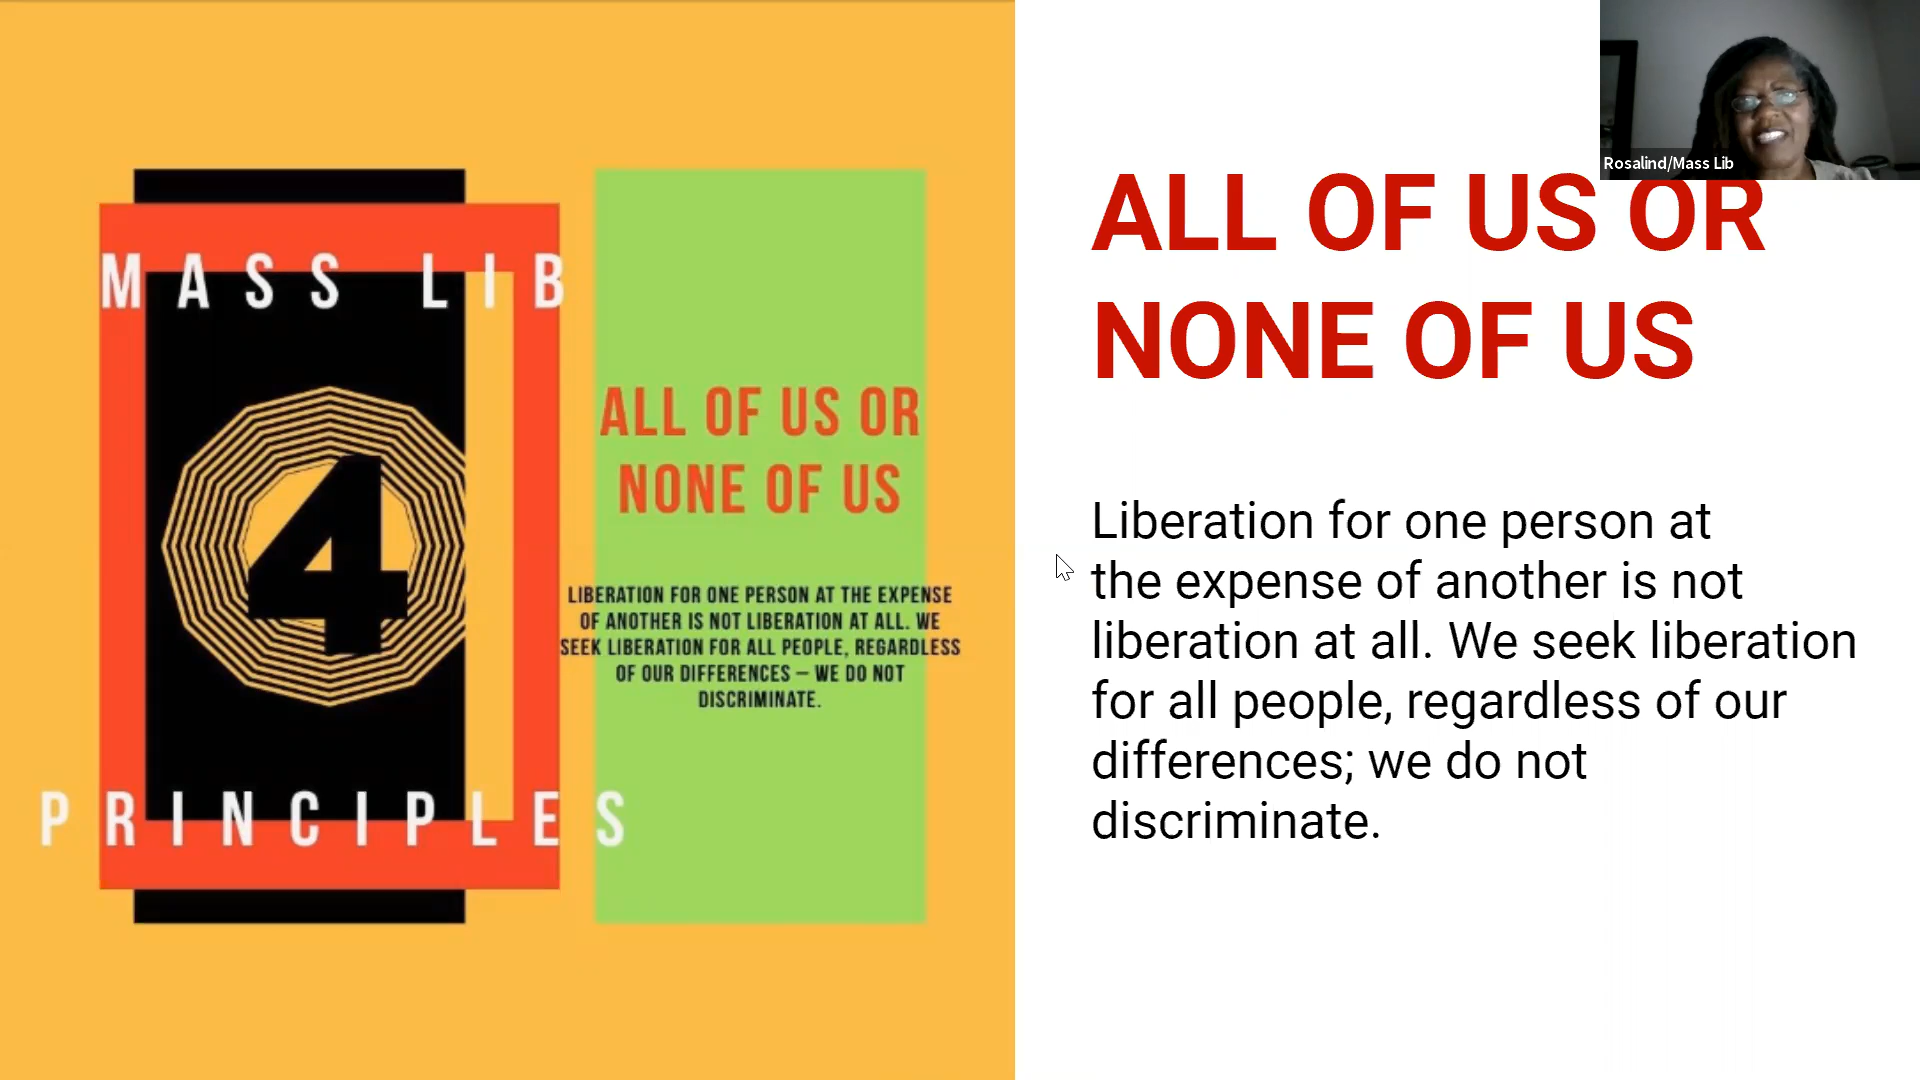 MASS LIB
4
PRINCIPLES
ALL OF US OR
NONE OF US
LIBERATION FOR ONE PERSON AT THE EXPENSE
OF ANOTHER IS NOT LIBERATION AT ALL. WE
SEEK LIBERATION FOR ALL PEOPLE, REGARDLESS
OF OUR DIFFERENCES – WE DO NOT
DISCRIMINATE.
Rosalind/Mass Lib
ALL OF US OR
NONE OF US
Liberation for one person at
the expense of another is not
liberation at all. We seek liberation
for all people, regardless of our
differences; we do not
discriminate.